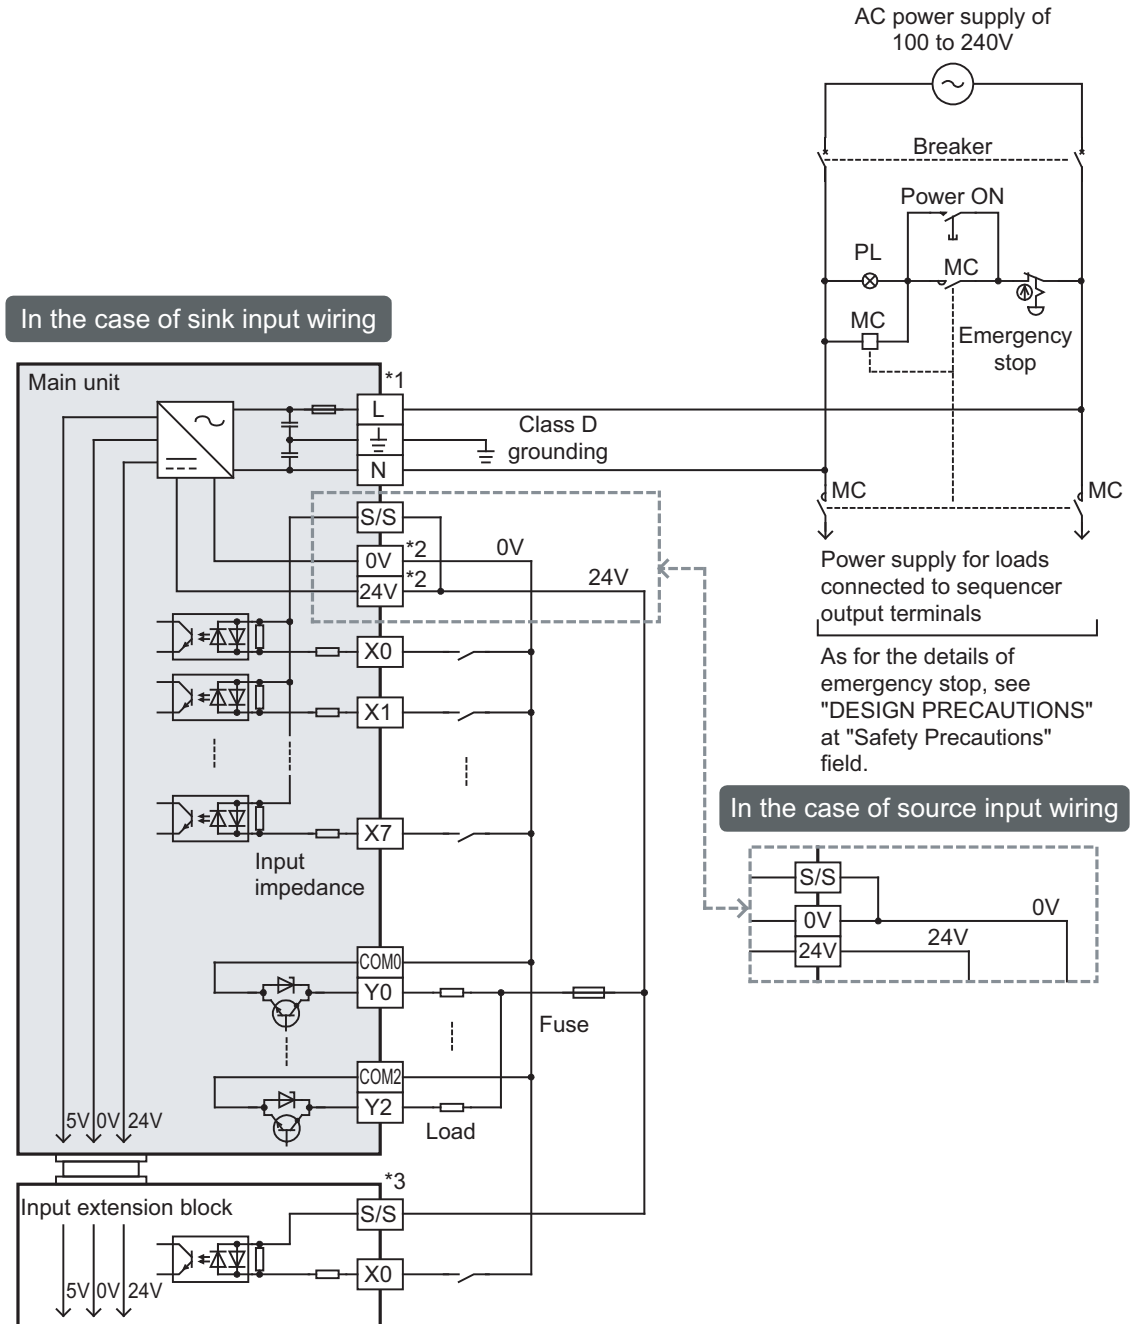 AC power supply of
100 to 240V
Breaker
Power ON
PL
MC
MC
Emergency
stop
In the case of sink input wiring
Main unit
*1
L
Class D
grounding
N
MC
MC
S/S
0V
*2
0V
24V
*2
24V
Power supply for loads
connected to sequencer
output terminals
As for the details of
emergency stop, see
"DESIGN PRECAUTIONS"
at "Safety Precautions"
field.
X0
X1
X7
Input
impedance
In the case of source input wiring
S/S
0V
0V
24V
24V
COM0
Y0
Fuse
COM2
Y2
Load
5V 0V 24V
*3
Input extension block
S/S
X0
5V 0V 24V